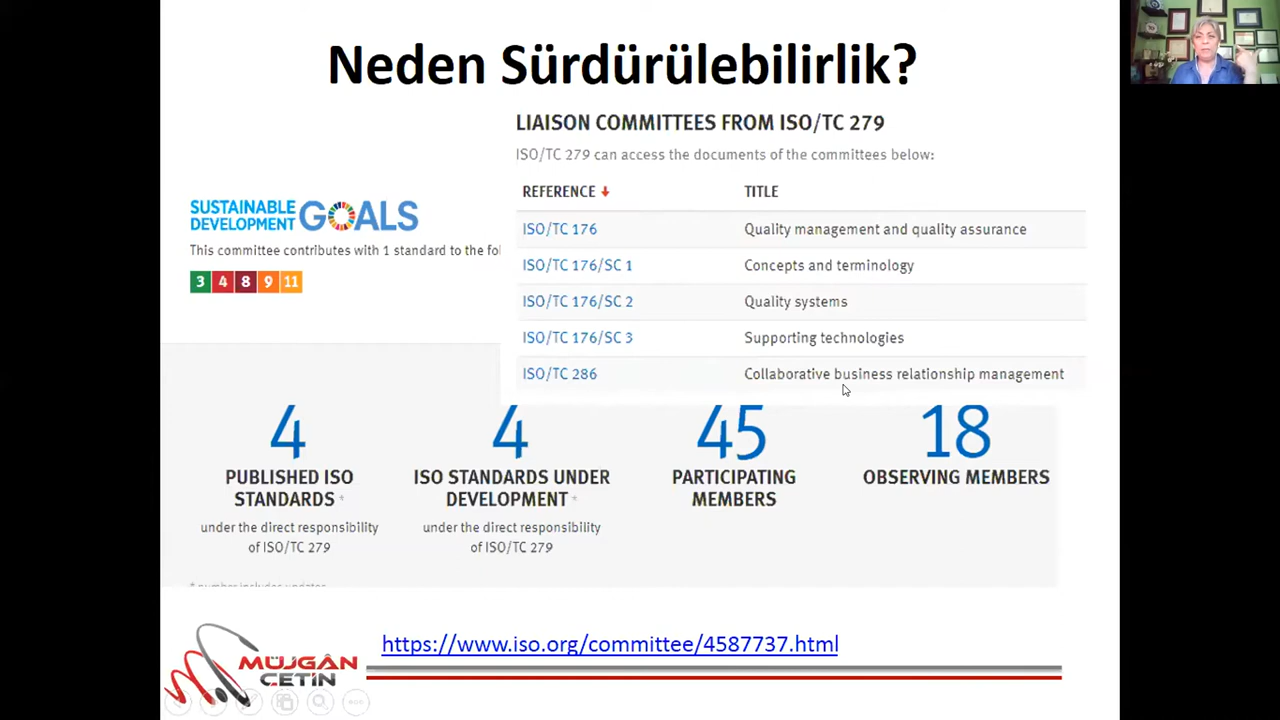 Neden Sürdürülebilirlik?
LIAISON COMMITTEES FROM ISO/TC 279
ISO/TC 279 can access the documents of the committees below:
REFERENCE TITLE
ISO/TC 176 Quality management and quality assurance
ISO/TC 176/SC 1 Concepts and terminology
ISO/TC 176/SC 2 Quality systems
ISO/TC 176/SC 3 Supporting technologies
ISO/TC 286 Collaborative business relationship management
SUSTAINABLE
DEVELOPMENT GOALS
This committee contributes with 1 standard to the
3 4 8 9 11
4
PUBLISHED ISO
STANDARDS *
under the direct responsibility
of ISO/TC 279
4
ISO STANDARDS UNDER
DEVELOPMENT *
under the direct responsibility
of ISO/TC 279
45
PARTICIPATING
MEMBERS
18
OBSERVING MEMBERS
* number includes updates
https://www.iso.org/committee/4587737.html
MÜJGÂN
ÇETİN